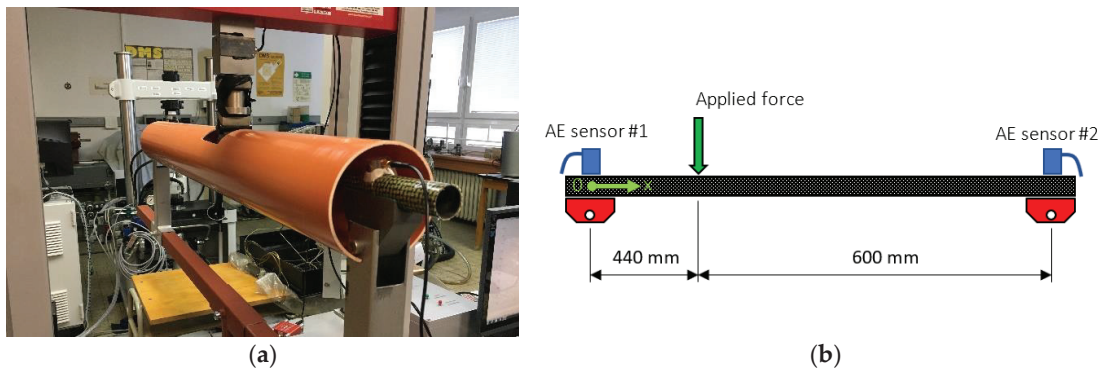 DMS
Applied force
AE sensor #1
AE sensor #2
0
x
440 mm
600 mm
(a)
(b)